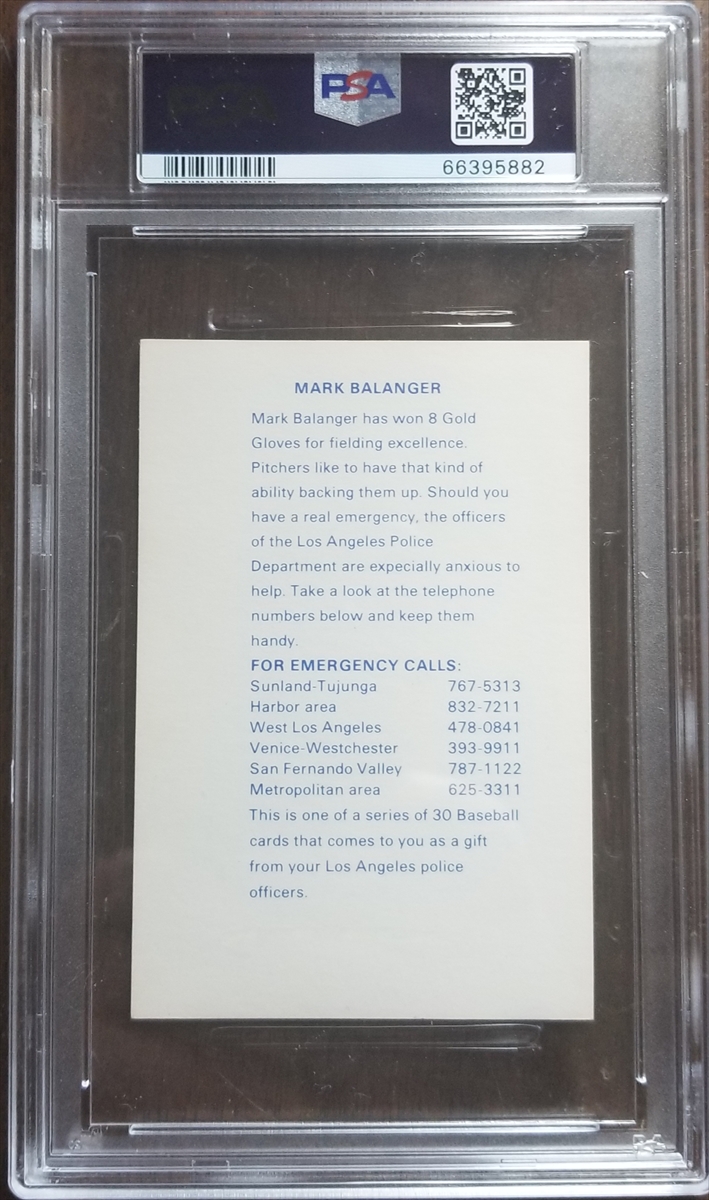 PSA
66395882
MARK BALANGER
Mark Balanger has won 8 Gold
Gloves for fielding excellence.
Pitchers like to have that kind of
ability backing them up. Should you
have a real emergency, the officers
of the Los Angeles Police
Department are expecially anxious to
help. Take a look at the telephone
numbers below and keep them
handy.
FOR EMERGENCY CALLS:
Sunland-Tujunga 767-5313
Harbor area 832-7211
West Los Angeles 478-0841
Venice-Westchester 393-9911
San Fernando Valley 787-1122
Metropolitan area 625-3311
This is one of a series of 30 Baseball
cards that comes to you as a gift
from your Los Angeles police
officers.